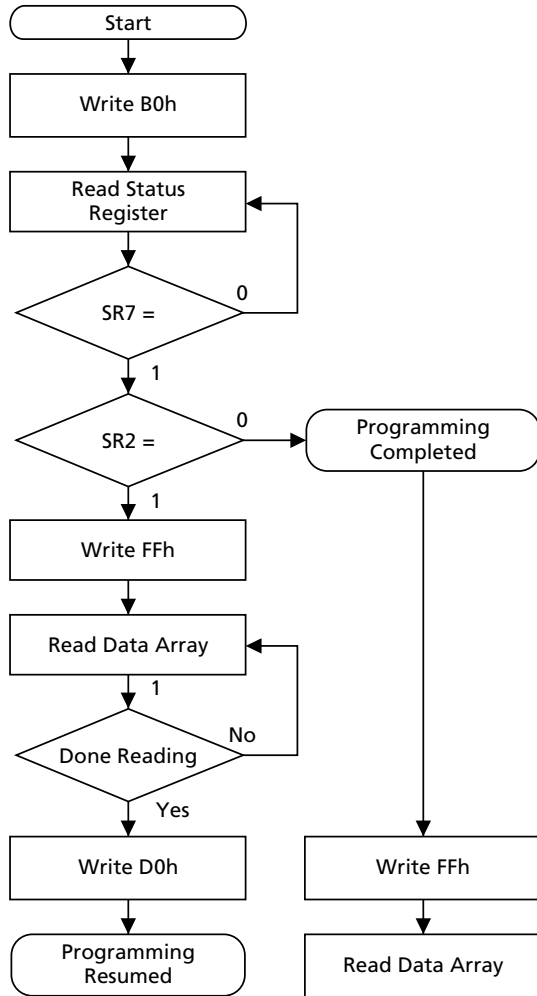 Start
Write B0h
Read Status
Register
SR7 =
0
1
SR2 =
0
Programming
Completed
1
Write FFh
Read Data Array
1
Done Reading
No
Yes
Write D0h
Write FFh
Programming
Resumed
Read Data Array